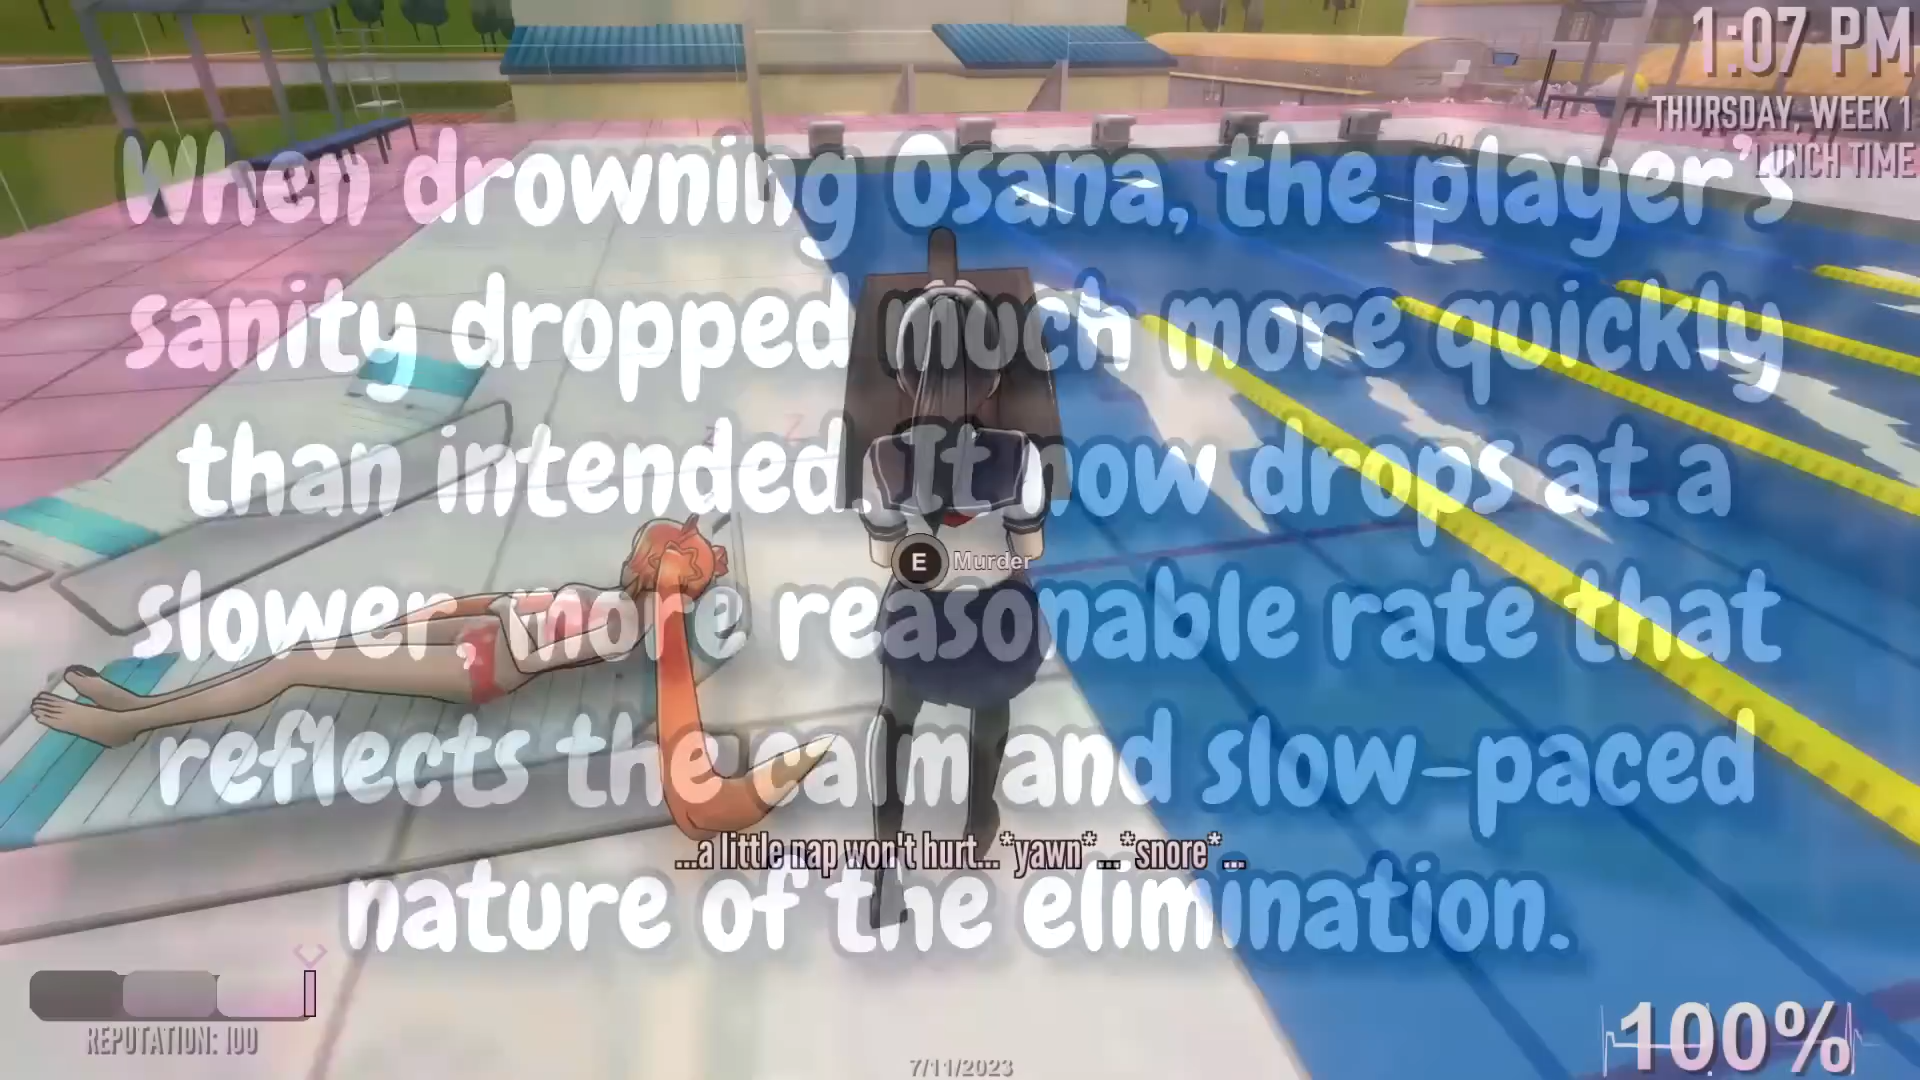 1:07 PM
THURSDAY, WEEK 1
LUNCH TIME
When drowning Osana, the player's
sanity dropped much more quickly
than intended. It now drops at a
slower, more reasonable rate that
reflects the calm and slow-paced
nature of the elimination.
E Murder
...a little nap won't hurt...*yawn*...*snore*...
REPUTATION: 100
7/11/2023
100%